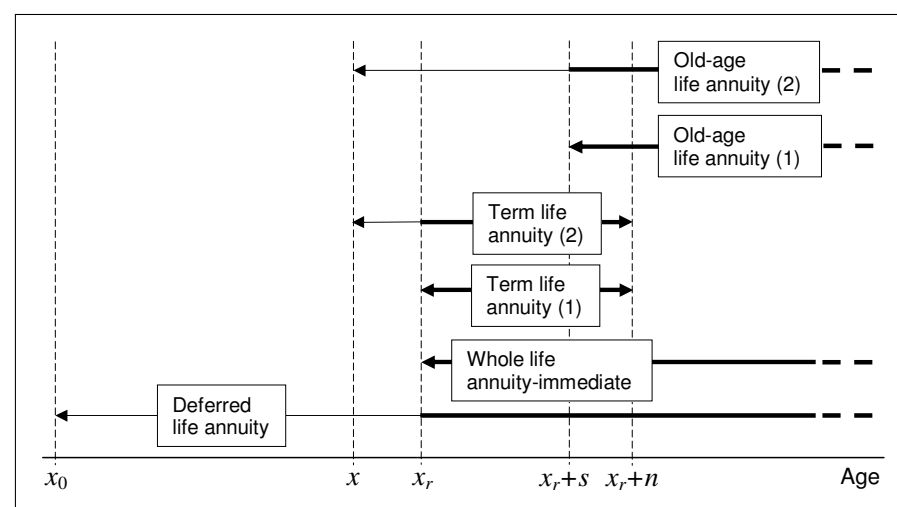 Old-age
life annuity (2)
Old-age
life annuity (1)
Term life
annuity (2)
Term life
annuity (1)
Whole life
annuity-immediate
Deferred
life annuity
x₀ x xᵣ xᵣ+s xᵣ+n Age